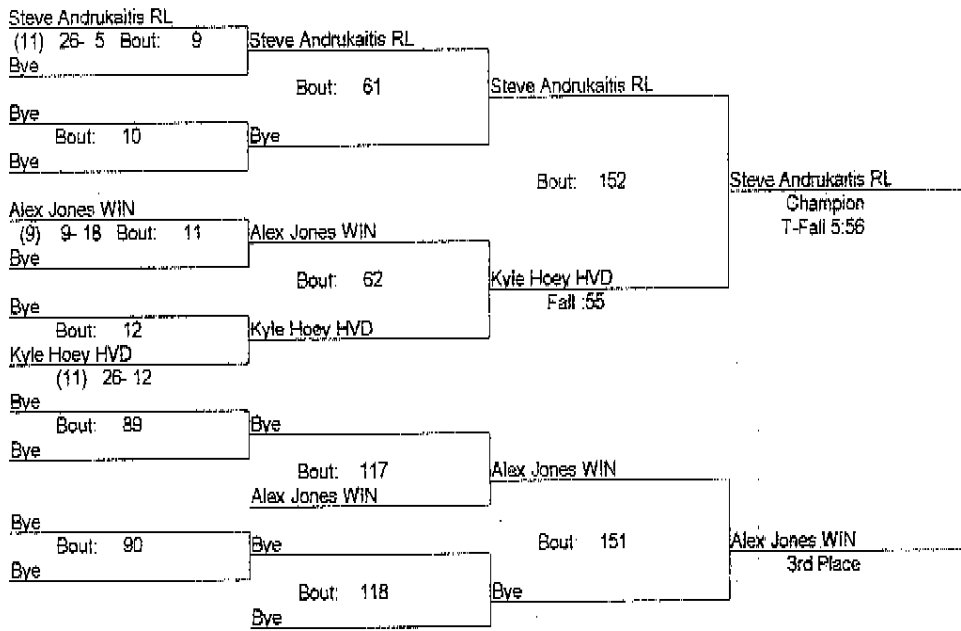 Steve Andrukaitis RL
(11) 26- 5 Bout: 9
Bye
Steve Andrukaitis RL
Bout: 61
Bye
Bout: 10
Bye
Bye
Steve Andrukaitis RL
Bout: 152
Alex Jones WIN
(9) 9- 18 Bout: 11
Bye
Alex Jones WIN
Bout: 62
Bye
Bout: 12
Kyle Hoey HVD
(11) 26- 12
Kyle Hoey HVD
Kyle Hoey HVD
Fall :55
Steve Andrukaitis RL
Champion
T-Fall 5:56
Bye
Bout: 89
Bye
Bye
Bout: 117
Alex Jones WIN
Alex Jones WIN
Bout 151
Bye
Bout: 90
Bye
Bye
Bout: 118
Bye
Bye
Alex Jones WIN
3rd Place